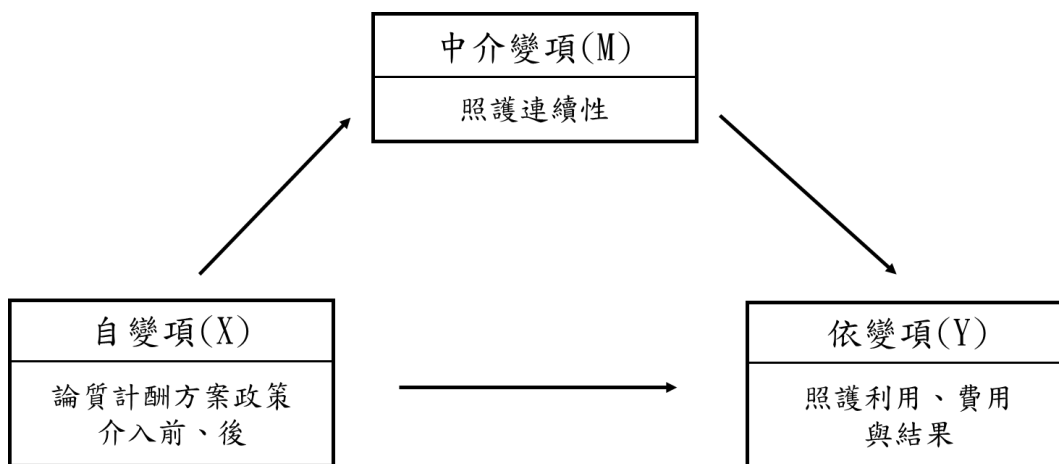 中介變項(M)
照護連續性
自變項(X)
論質計酬方案政策
介入前、後
依變項(Y)
照護利用、費用
與結果